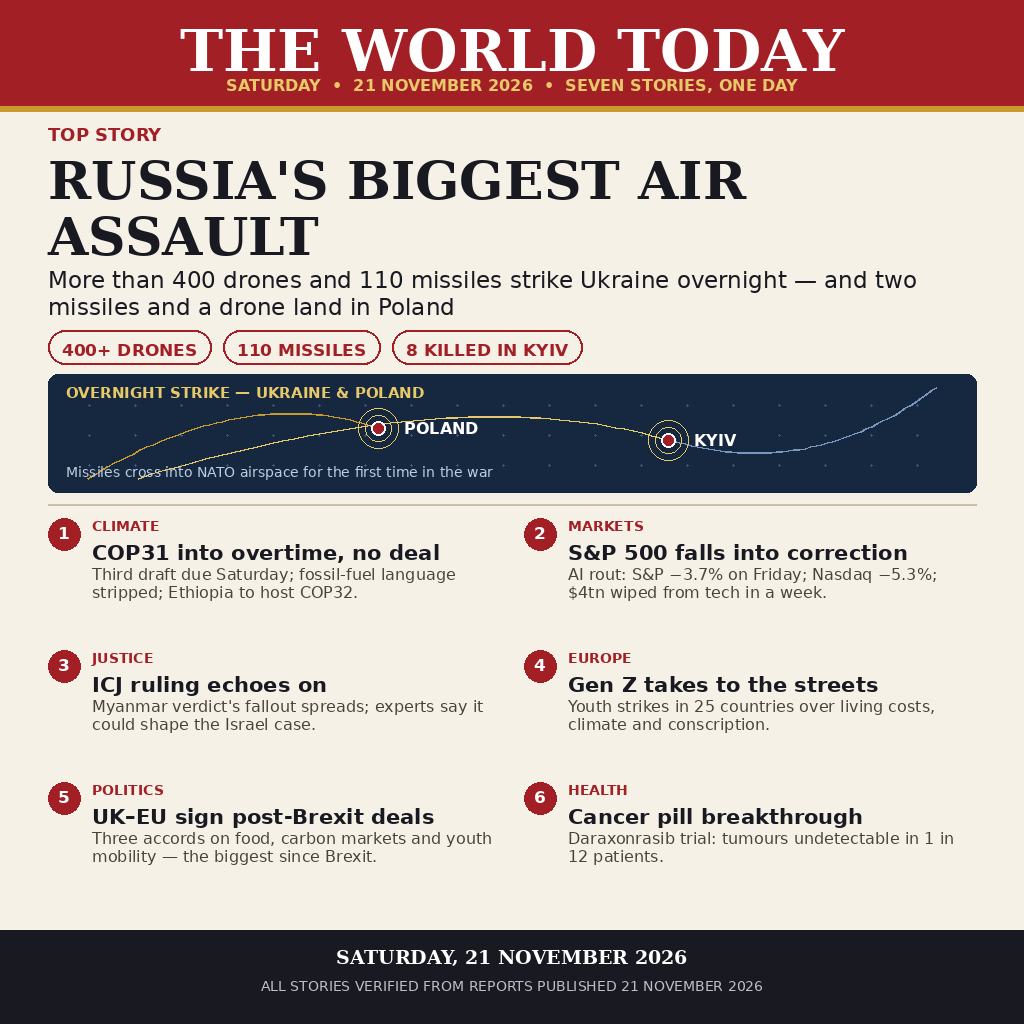 THE WORLD TODAY
SATURDAY • 21 NOVEMBER 2026 • SEVEN STORIES, ONE DAY
TOP STORY
RUSSIA'S BIGGEST AIR
ASSAULT
More than 400 drones and 110 missiles strike Ukraine overnight — and two
missiles and a drone land in Poland
400+ DRONES
110 MISSILES
8 KILLED IN KYIV
OVERNIGHT STRIKE — UKRAINE & POLAND
POLAND
KYIV
Missiles cross into NATO airspace for the first time in the war
1
CLIMATE
COP31 into overtime, no deal
Third draft due Saturday; fossil-fuel language
stripped; Ethiopia to host COP32.
2
MARKETS
S&P 500 falls into correction
AI rout: S&P −3.7% on Friday; Nasdaq −5.3%;
$4tn wiped from tech in a week.
3
JUSTICE
ICJ ruling echoes on
Myanmar verdict's fallout spreads; experts say it
could shape the Israel case.
4
EUROPE
Gen Z takes to the streets
Youth strikes in 25 countries over living costs,
climate and conscription.
5
POLITICS
UK–EU sign post-Brexit deals
Three accords on food, carbon markets and youth
mobility — the biggest since Brexit.
6
HEALTH
Cancer pill breakthrough
Daraxonrasib trial: tumours undetectable in 1 in
12 patients.
SATURDAY, 21 NOVEMBER 2026
ALL STORIES VERIFIED FROM REPORTS PUBLISHED 21 NOVEMBER 2026